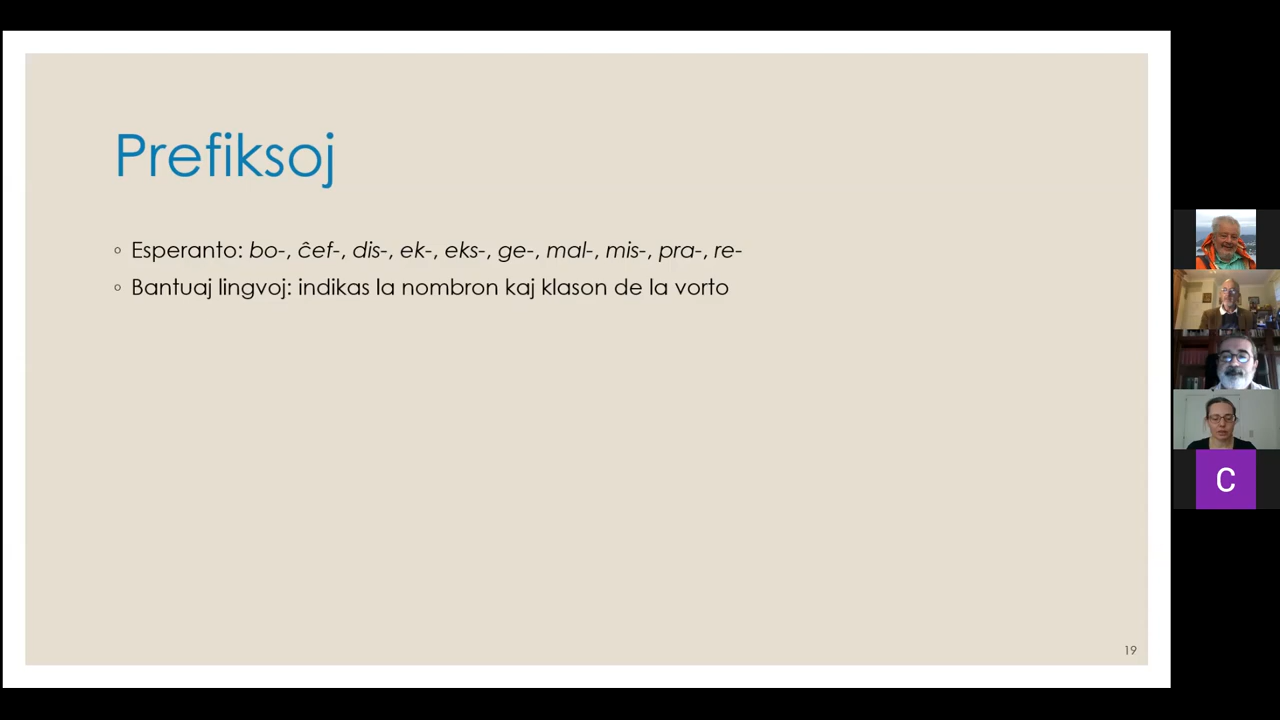 Prefiksoj
◦ Esperanto: bo-, ĉef-, dis-, ek-, eks-, ge-, mal-, mis-, pra-, re-
◦ Bantuaj lingvoj: indikas la nombron kaj klason de la vorto
19
C